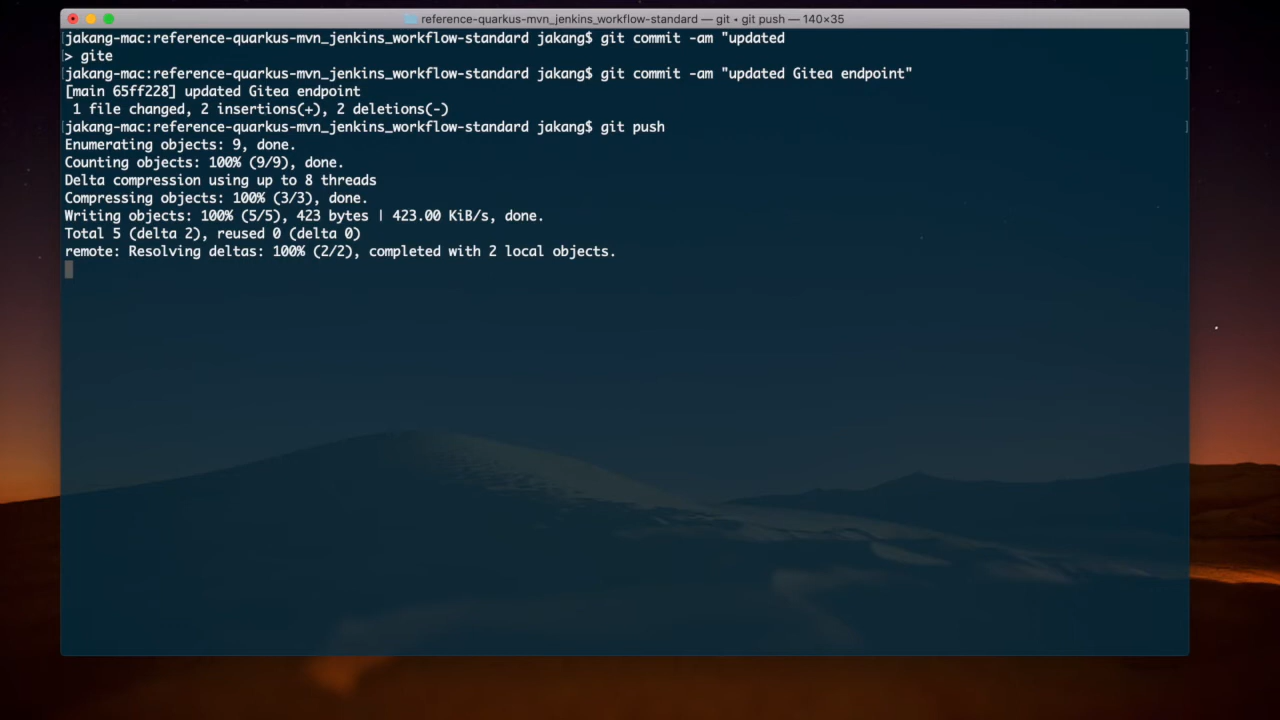 reference-quarkus-mvn_jenkins_workflow-standard — git • git push — 140×35
jakang-mac:reference-quarkus-mvn_jenkins_workflow-standard jakang$ git commit -am "updated
> gite
jakang-mac:reference-quarkus-mvn_jenkins_workflow-standard jakang$ git commit -am "updated Gitea endpoint"
[main 65ff228] updated Gitea endpoint
1 file changed, 2 insertions(+), 2 deletions(-)
jakang-mac:reference-quarkus-mvn_jenkins_workflow-standard jakang$ git push
Enumerating objects: 9, done.
Counting objects: 100% (9/9), done.
Delta compression using up to 8 threads
Compressing objects: 100% (3/3), done.
Writing objects: 100% (5/5), 423 bytes | 423.00 KiB/s, done.
Total 5 (delta 2), reused 0 (delta 0)
remote: Resolving deltas: 100% (2/2), completed with 2 local objects.